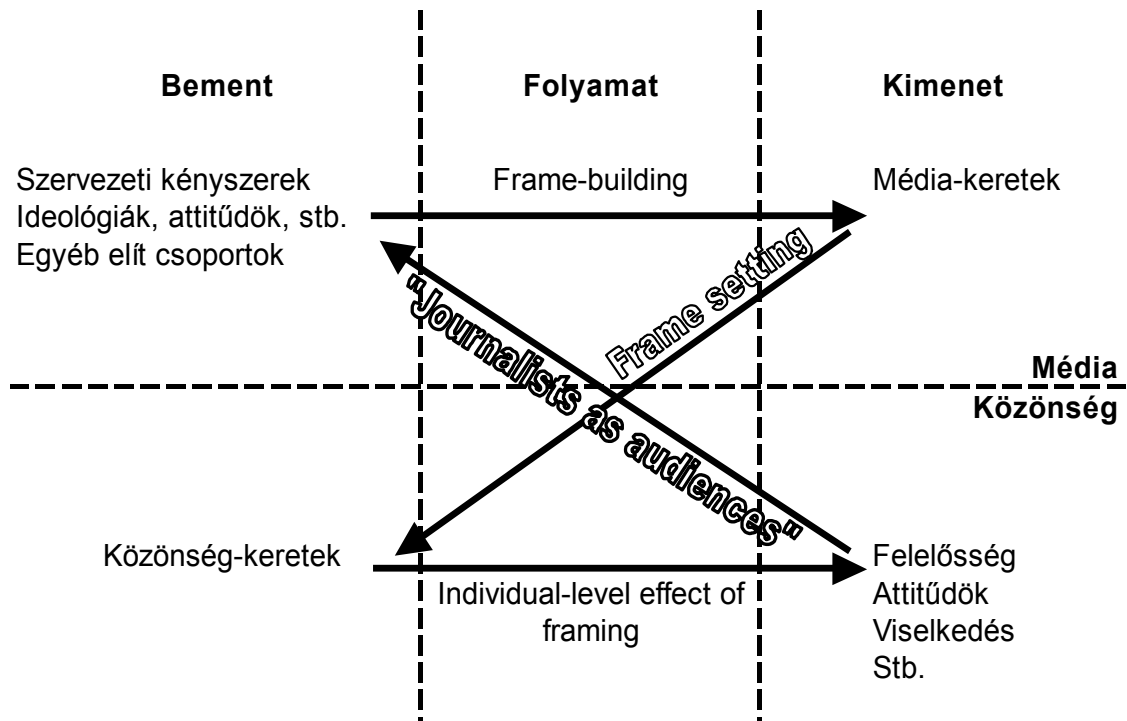 Bement
Folyamat
Kimenet
Szervezeti kényszerek
Ideológiák, attitűdök, stb.
Egyéb elít csoportok
Frame-building
Média-keretek
Frame setting
"Journalists as audiences"
Média
Közönség
Közönség-keretek
Individual-level effect of
framing
Felelősség
Attitűdök
Viselkedés
Stb.